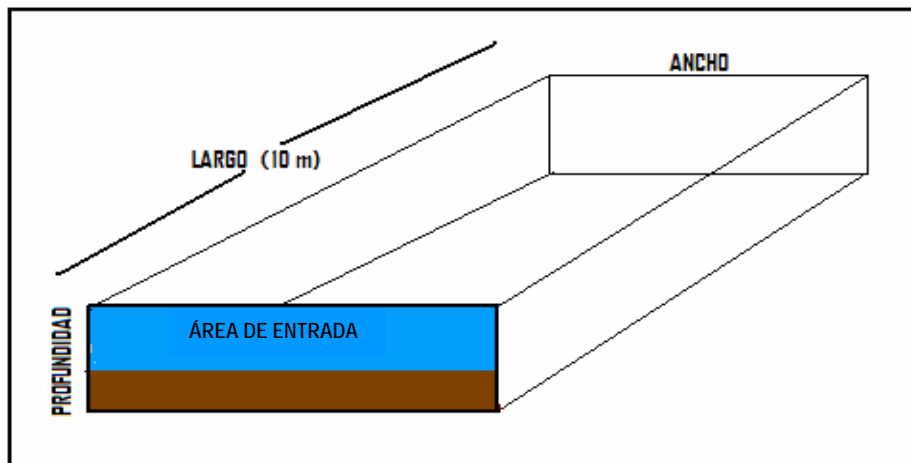 ANCHO
LARGO (10 m)
PROFUNDIDAD
ÁREA DE ENTRADA